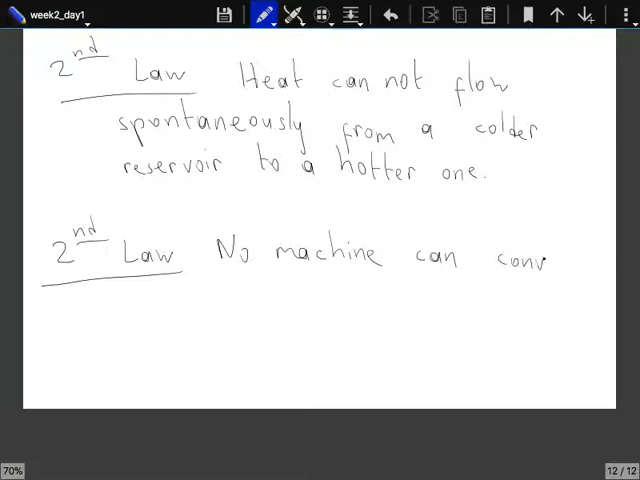 week2_day1
2nd Law Heat can not flow
spontaneously from a colder
reservoir to a hotter one.
2nd Law No machine can conv
70%
12 / 12